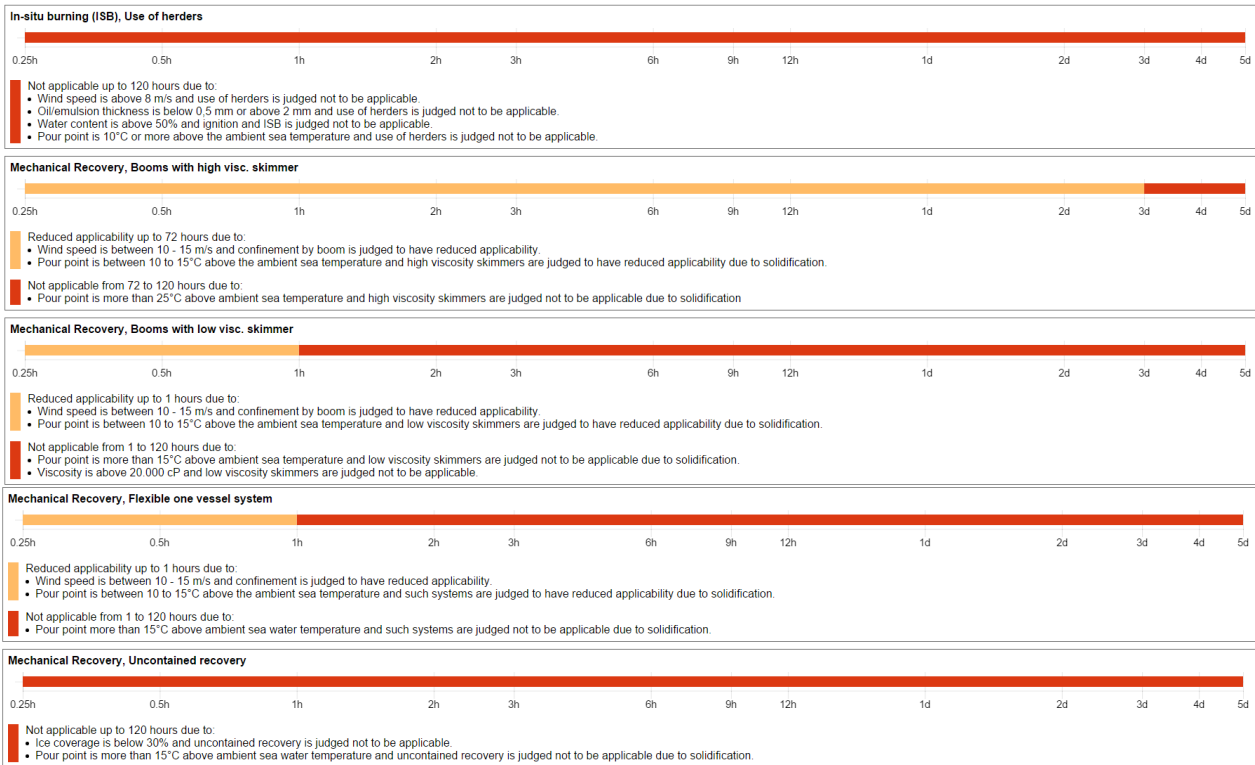 In-situ burning (ISB), Use of herders
0.25h 0.5h 1h 2h 3h 6h 9h 12h 1d 2d 3d 4d 5d
Not applicable up to 120 hours due to:
• Wind speed is above 8 m/s and use of herders is judged not to be applicable.
• Oil/emulsion thickness is below 0,5 mm or above 2 mm and use of herders is judged not to be applicable.
• Water content is above 50% and ignition and ISB is judged not to be applicable.
• Pour point is 10°C or more above the ambient sea temperature and use of herders is judged not to be applicable.
Mechanical Recovery, Booms with high visc. skimmer
0.25h 0.5h 1h 2h 3h 6h 9h 12h 1d 2d 3d 4d 5d
Reduced applicability up to 72 hours due to:
• Wind speed is between 10 - 15 m/s and confinement by boom is judged to have reduced applicability.
• Pour point is between 10 to 15°C above the ambient sea temperature and high viscosity skimmers are judged to have reduced applicability due to solidification.
Not applicable from 72 to 120 hours due to:
• Pour point is more than 25°C above ambient sea temperature and high viscosity skimmers are judged not to be applicable due to solidification
Mechanical Recovery, Booms with low visc. skimmer
0.25h 0.5h 1h 2h 3h 6h 9h 12h 1d 2d 3d 4d 5d
Reduced applicability up to 1 hours due to:
• Wind speed is between 10 - 15 m/s and confinement by boom is judged to have reduced applicability.
• Pour point is between 10 to 15°C above the ambient sea temperature and low viscosity skimmers are judged to have reduced applicability due to solidification.
Not applicable from 1 to 120 hours due to:
• Pour point is more than 15°C above ambient sea temperature and low viscosity skimmers are judged not to be applicable due to solidification.
• Viscosity is above 20.000 cP and low viscosity skimmers are judged not to be applicable.
Mechanical Recovery, Flexible one vessel system
0.25h 0.5h 1h 2h 3h 6h 9h 12h 1d 2d 3d 4d 5d
Reduced applicability up to 1 hours due to:
• Wind speed is between 10 - 15 m/s and confinement is judged to have reduced applicability.
• Pour point is between 10 to 15°C above the ambient sea temperature and such systems are judged to have reduced applicability due to solidification.
Not applicable from 1 to 120 hours due to:
• Pour point more than 15°C above ambient sea water temperature and such systems are judged not to be applicable due to solidification.
Mechanical Recovery, Uncontained recovery
0.25h 0.5h 1h 2h 3h 6h 9h 12h 1d 2d 3d 4d 5d
Not applicable up to 120 hours due to:
• Ice coverage is below 30% and uncontained recovery is judged not to be applicable.
• Pour point is more than 15°C above ambient sea water temperature and uncontained recovery is judged not to be applicable due to solidification.